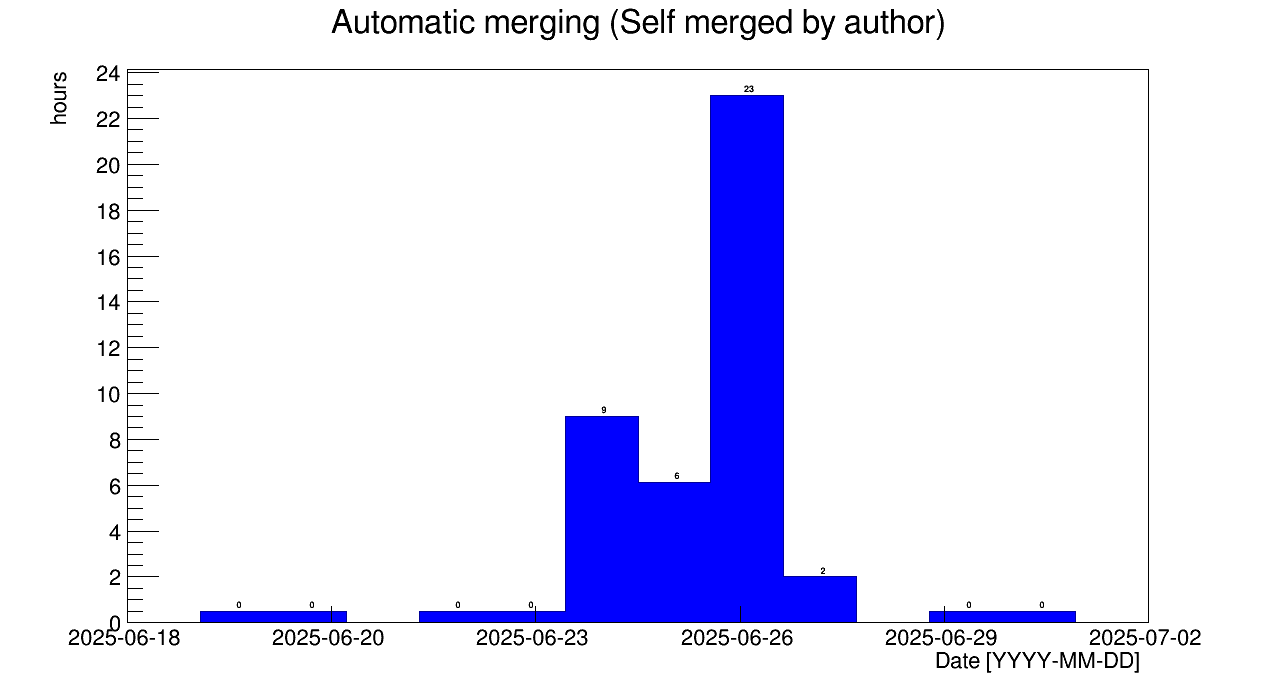 Automatic merging (Self merged by author)
hours
24
22
20
18
16
14
12
10
8
6
4
2
0
0 0 0 0 9 6 23 2 0 0
2025-06-18 2025-06-20 2025-06-23 2025-06-26 2025-06-29 2025-07-02
Date [YYYY-MM-DD]